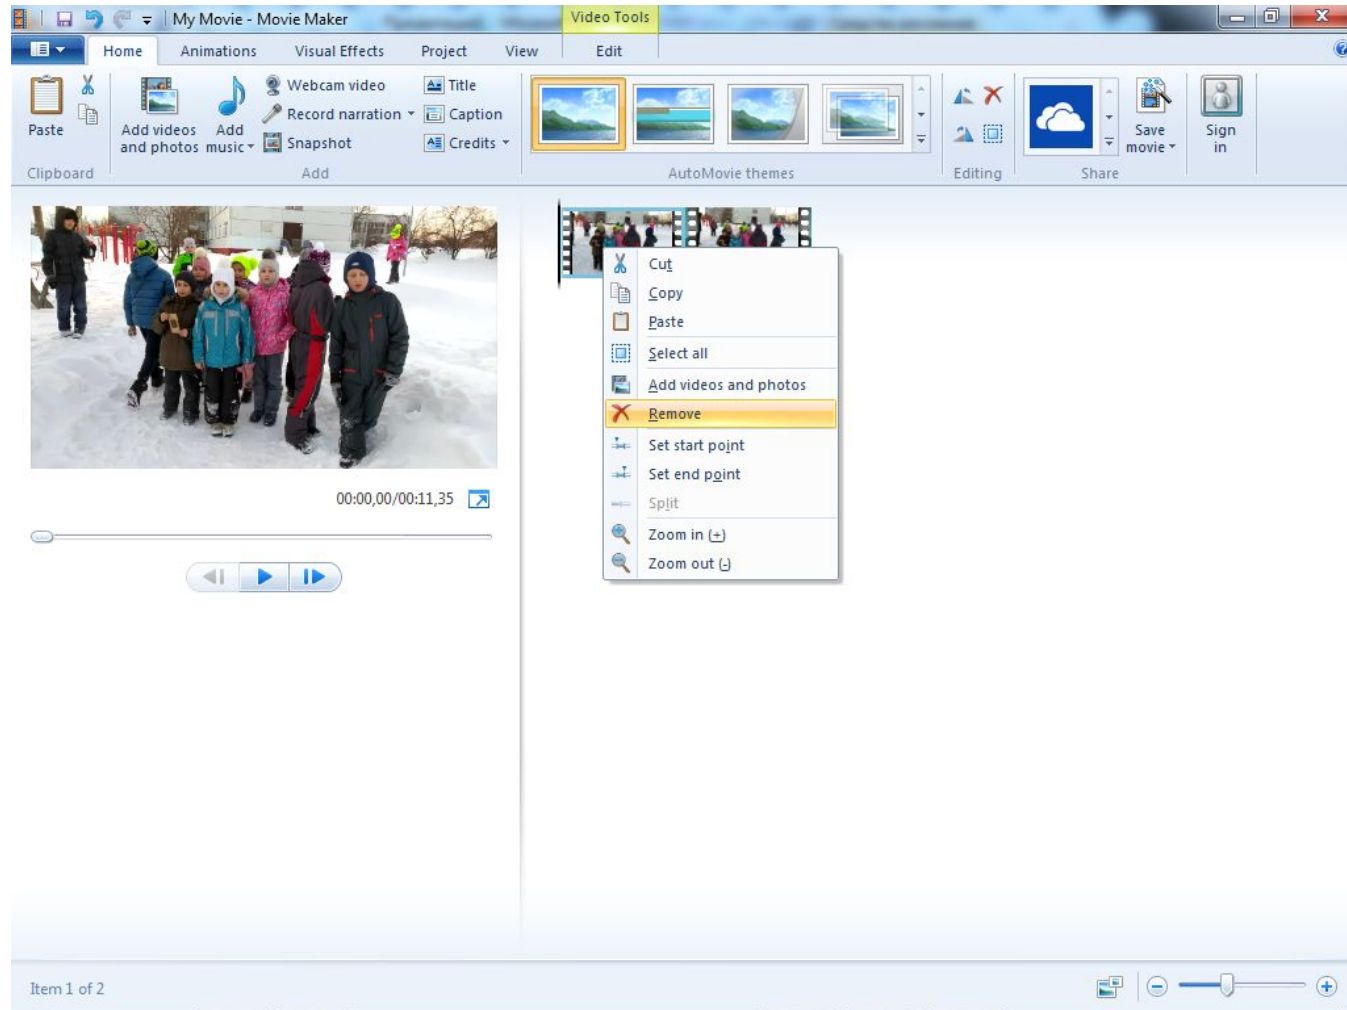 My Movie - Movie Maker
Video Tools
Home Animations Visual Effects Project View Edit
Paste
Clipboard
Add videos and photos
Add music
Webcam video
Record narration
Snapshot
Title
Caption
Credits
Add
AutoMovie themes
Editing
Share
Save movie
Sign in
00:00,00/00:11,35
Cut
Copy
Paste
Select all
Add videos and photos
Remove
Set start point
Set end point
Split
Zoom in (+)
Zoom out (-)
Item 1 of 2